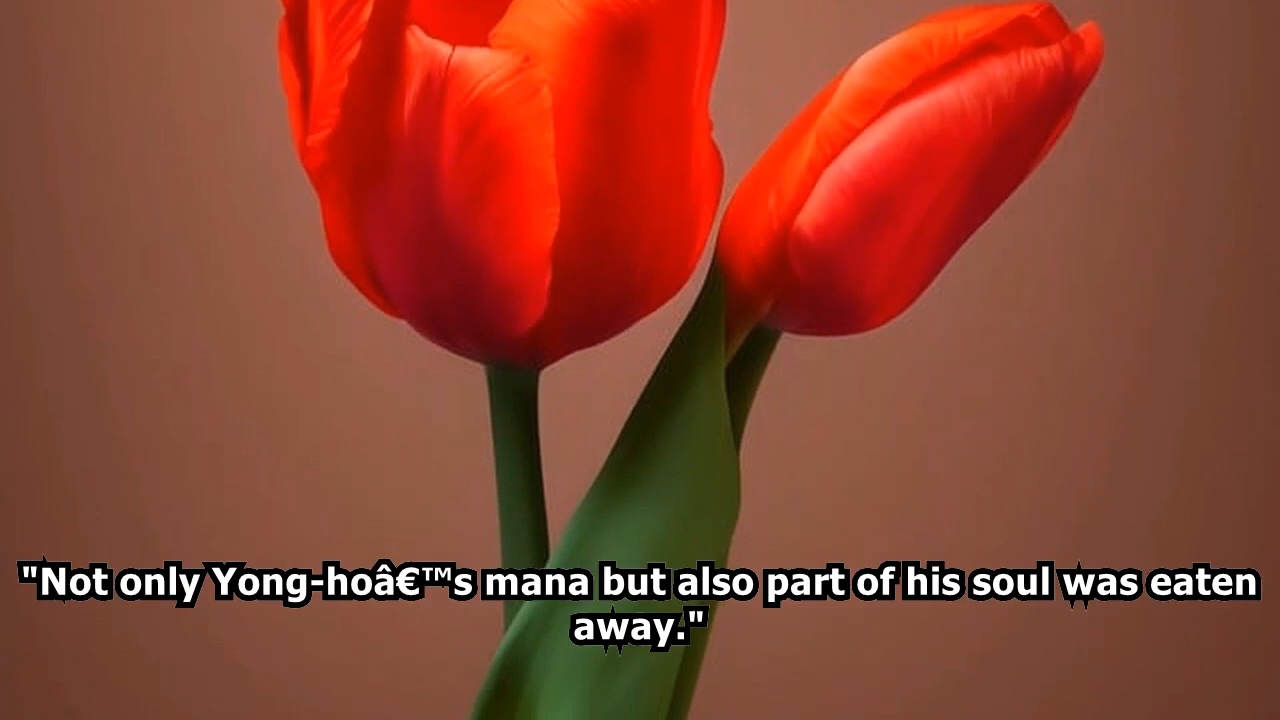 "Not only Yong-hoâ€™s mana but also part of his soul was eaten
away."